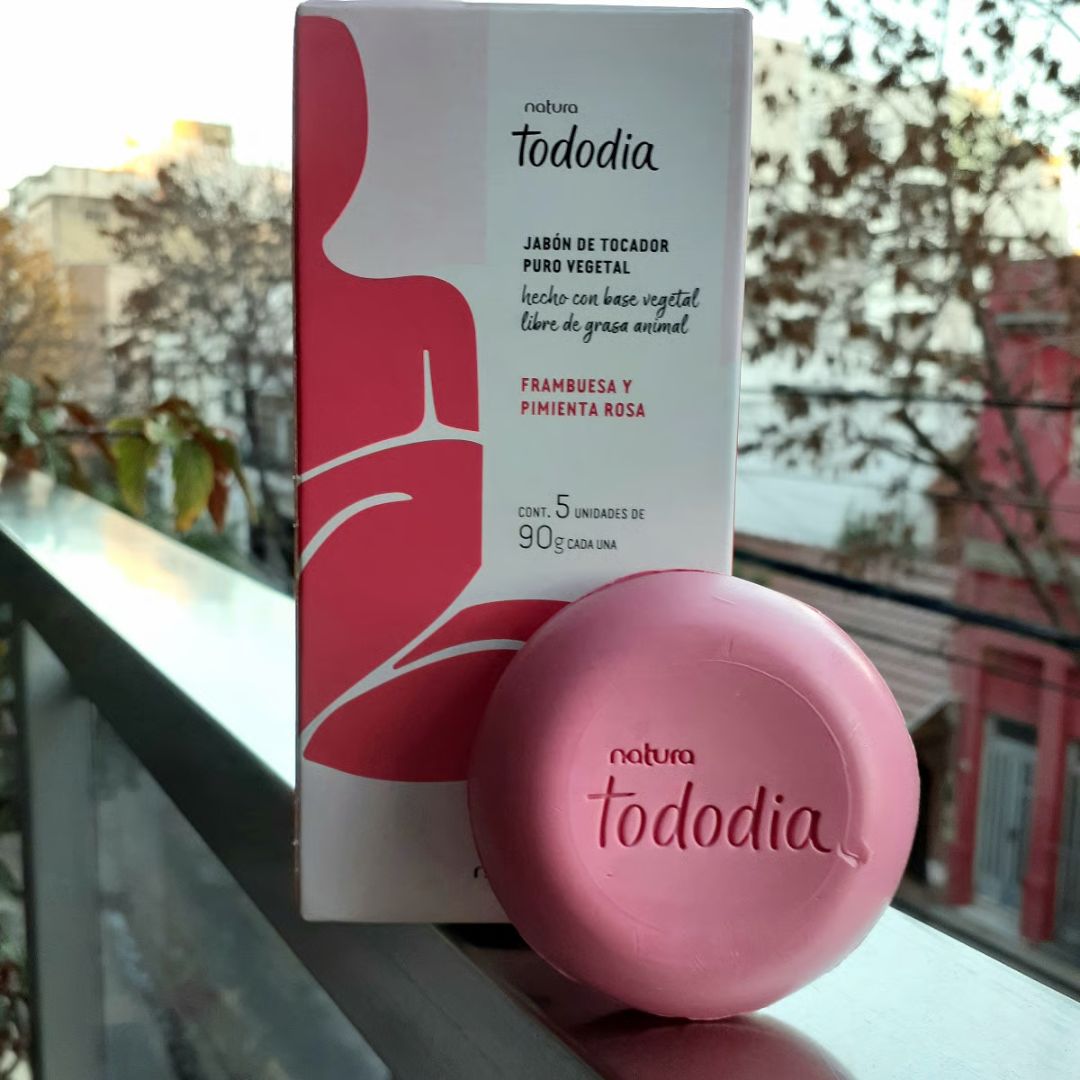 natura
tododia
JABÓN DE TOCADOR
PURO VEGETAL
hecho con base vegetal
libre de grasa animal
FRAMBUESA Y
PIMIENTA ROSA
CONT. 5 UNIDADES DE
90g CADA UNA
natura
tododia